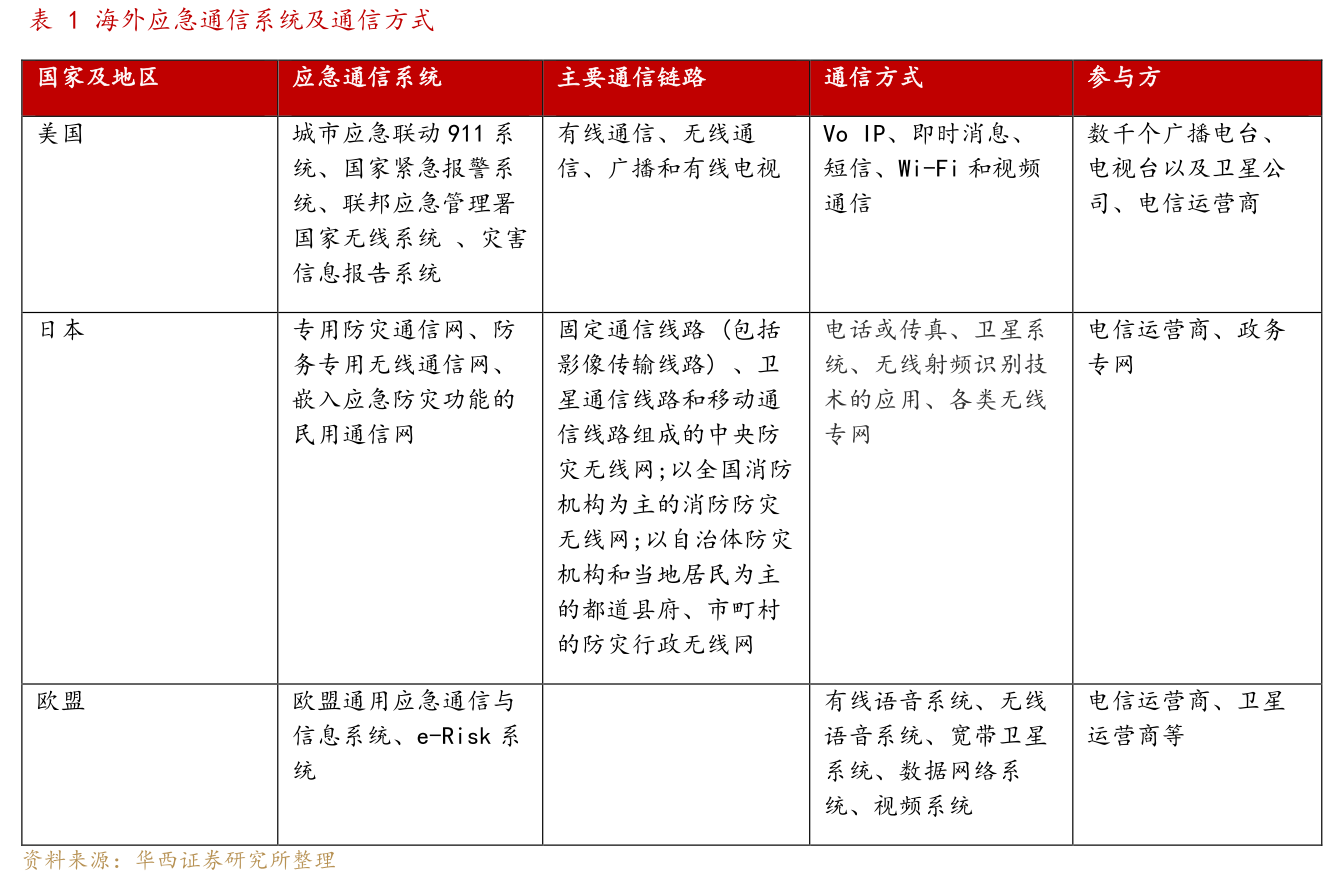 表 1 海外应急通信系统及通信方式
国家及地区
应急通信系统
主要通信链路
通信方式
参与方
美国
城市应急联动911系
统、国家紧急报警系
统、联邦应急管理署
国家无线系统 、灾害
信息报告系统
有线通信、无线通
信、广播和有线电视
Vo IP、即时消息、
短信、Wi-Fi和视频
通信
数千个广播电台、
电视台以及卫星公
司、电信运营商
日本
专用防灾通信网、防
务专用无线通信网、
嵌入应急防灾功能的
民用通信网
固定通信线路 (包括
影像传输线路) 、卫
星通信线路和移动通
信线路组成的中央防
灾无线网;以全国消防
机构为主的消防防灾
无线网;以自治体防灾
机构和当地居民为主
的都道县府、市町村
的防灾行政无线网
电话或传真、卫星系
统、无线射频识别技
术的应用、各类无线
专网
电信运营商、政务
专网
欧盟
欧盟通用应急通信与
信息系统、e-Risk系
统
有线语音系统、无线
语音系统、宽带卫星
系统、数据网络系
统、视频系统
电信运营商、卫星
运营商等
资料来源：华西证券研究所整理